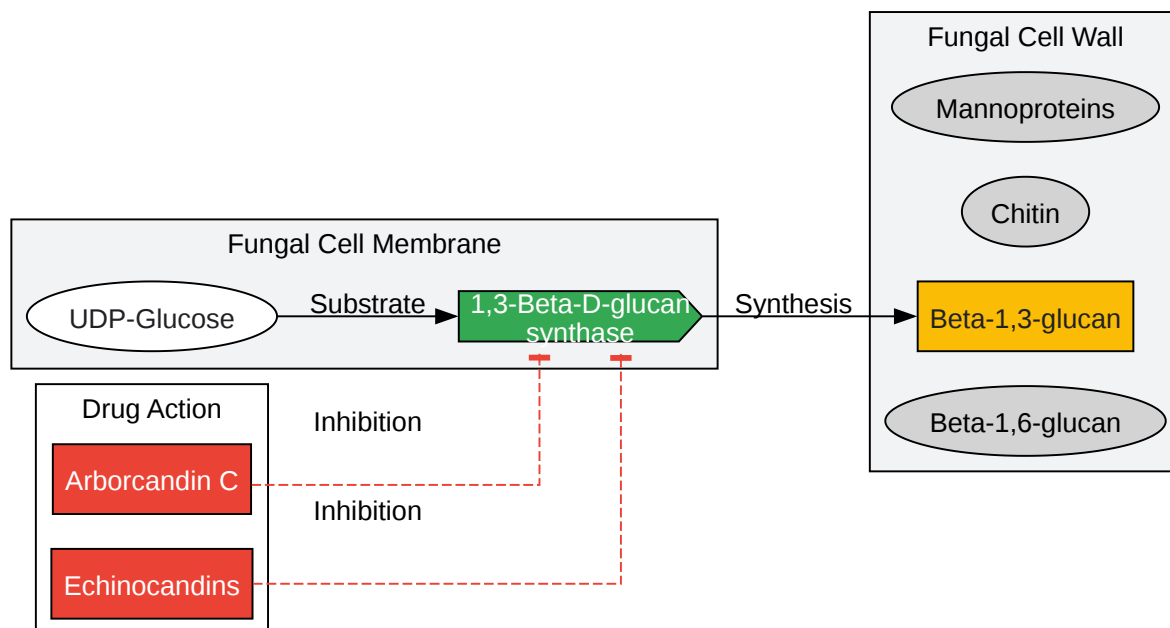 Fungal Cell Wall
Mannoproteins
Chitin
Fungal Cell Membrane
UDP-Glucose
Substrate
1,3-Beta-D-glucan
synthase
Synthesis
Beta-1,3-glucan
Beta-1,6-glucan
Drug Action
Inhibition
Arborcandin C
Inhibition
Echinocandins